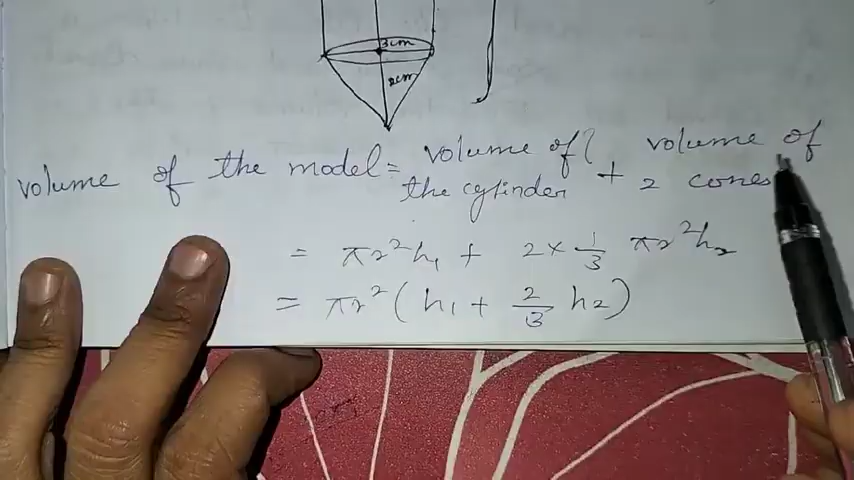 3cm
2cm
volume of the model = volume of the cylinder + volume of 2 cones
= πr²h₁ + 2 × 1/3 πr²h₂
= πr² (h₁ + 2/3 h₂)